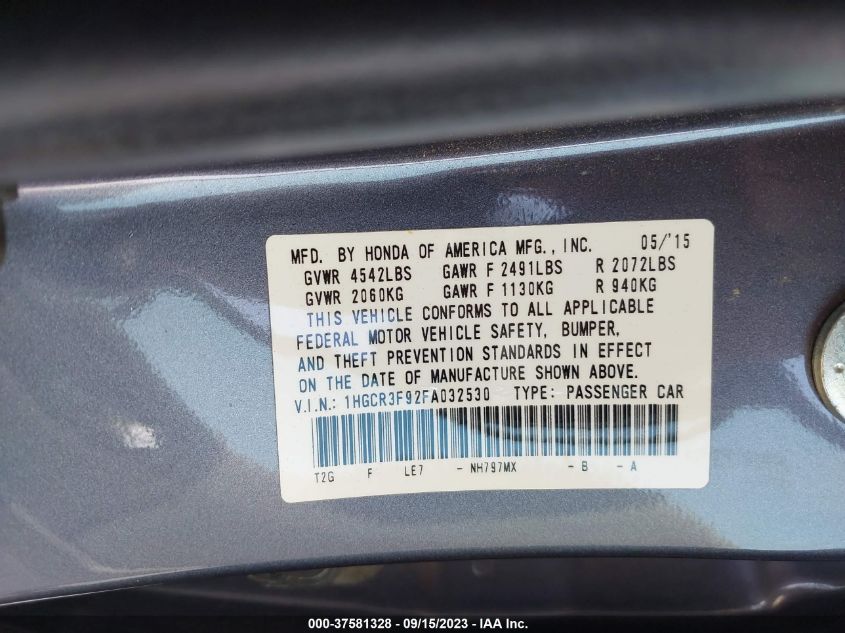 MFD. BY HONDA OF AMERICA MFG., INC. 05/'15
GVWR 4542LBS GAWR F 2491LBS R 2072LBS
GVWR 2060KG GAWR F 1130KG R 940KG
THIS VEHICLE CONFORMS TO ALL APPLICABLE
FEDERAL MOTOR VEHICLE SAFETY, BUMPER,
AND THEFT PREVENTION STANDARDS IN EFFECT
ON THE DATE OF MANUFACTURE SHOWN ABOVE.
V.I.N.: 1HGCR3F92FA032530 TYPE: PASSENGER CAR
T2G F LE7 - NH797MX - B - A
000-37581328 - 09/15/2023 - IAA Inc.